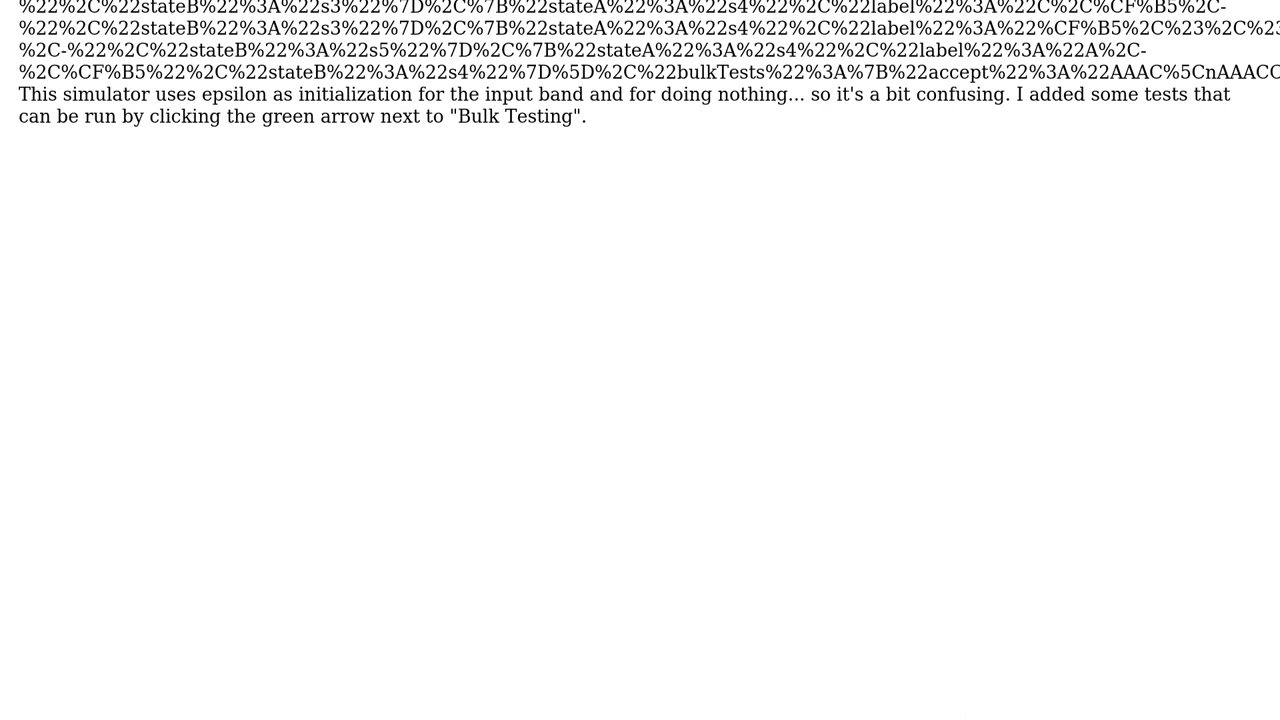 %22%2C%22stateB%22%3A%22s3%22%7D%2C%7B%22stateA%22%3A%22s4%22%2C%22label%22%3A%22C%2C%CF%B5%2C-
%22%2C%22stateB%22%3A%22s3%22%7D%2C%7B%22stateA%22%3A%22s4%22%2C%22label%22%3A%22%CF%B5%2C%23%2C%23
%2C-%22%2C%22stateB%22%3A%22s5%22%7D%2C%7B%22stateA%22%3A%22s4%22%2C%22label%22%3A%22A%2C-
%2C%CF%B5%22%2C%22stateB%22%3A%22s4%22%7D%5D%2C%22bulkTests%22%3A%7B%22accept%22%3A%22AAAC%5CnAAACC
This simulator uses epsilon as initialization for the input band and for doing nothing... so it's a bit confusing. I added some tests that
can be run by clicking the green arrow next to "Bulk Testing".